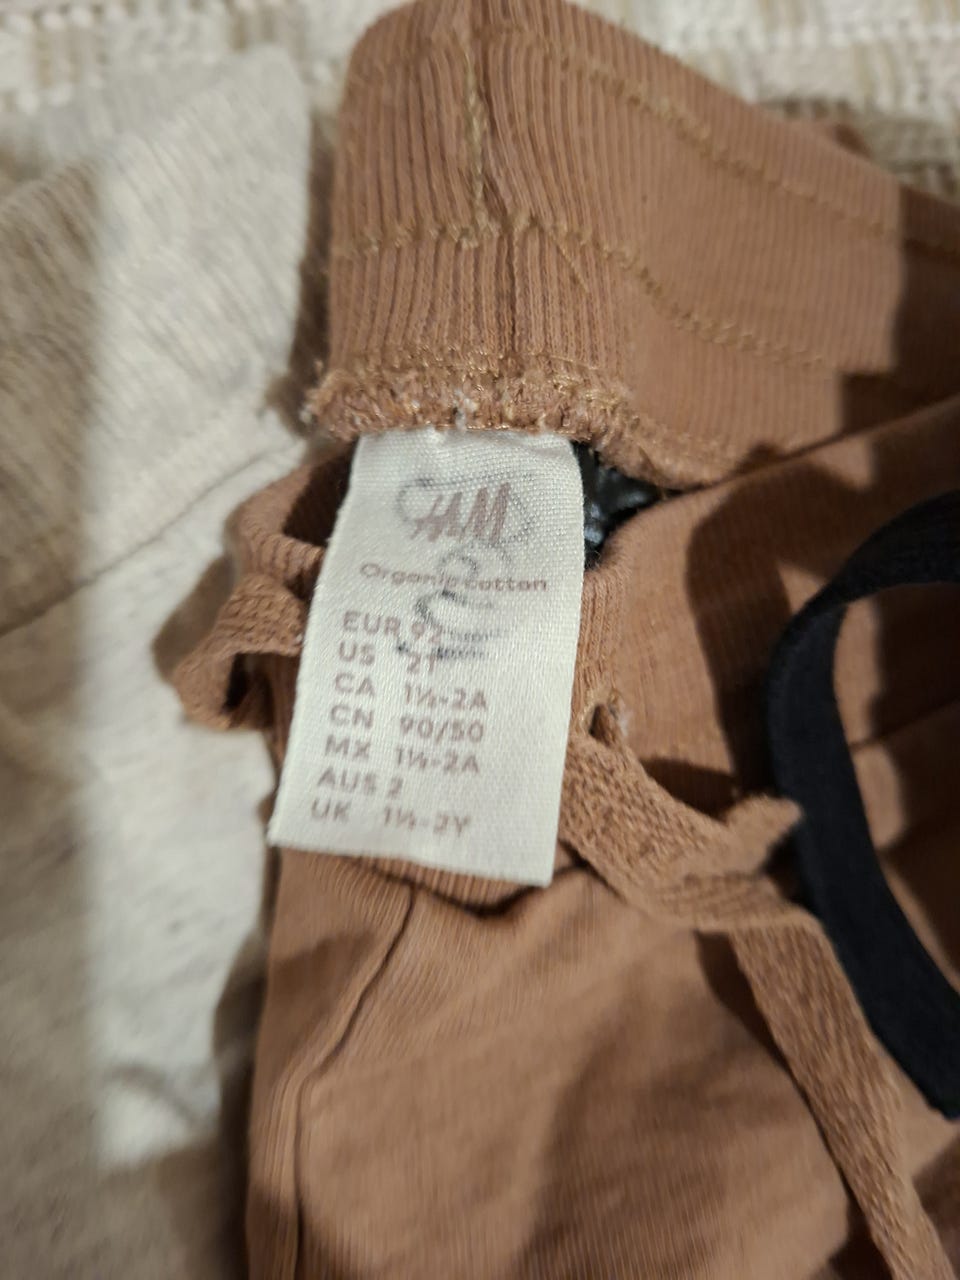 H&M
Organic cotton
EUR 92
US 2T
CA 1½-2A
CN 90/50
MX 1½-2A
AUS 2
UK 1½-2Y